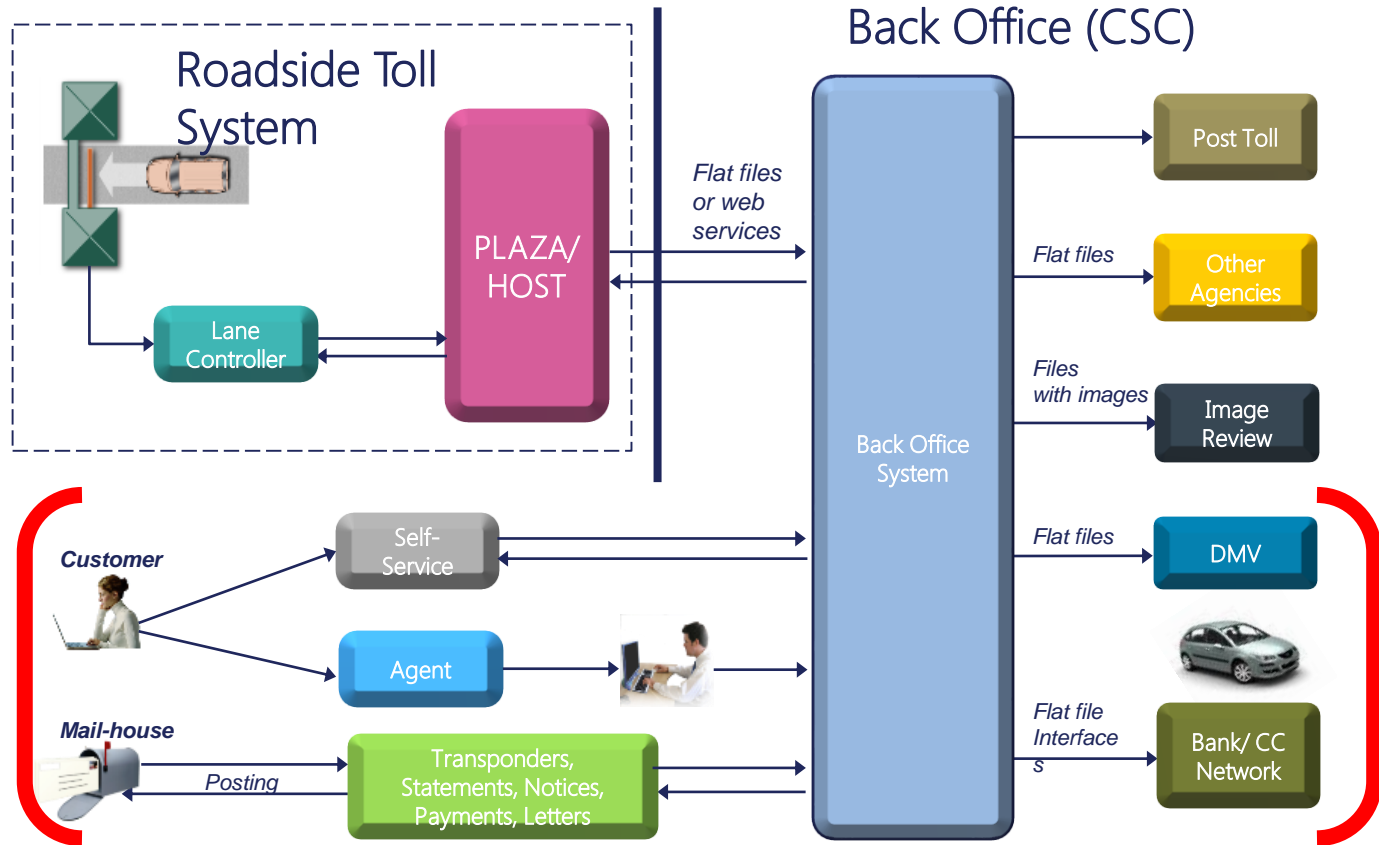 Roadside Toll
System
Back Office (CSC)
PLAZA/
HOST
Lane
Controller
Flat files
or web
services
Back Office
System
Post Toll
Flat files
Other
Agencies
Files
with images
Image
Review
Flat files
DMV
Flat file
Interface
s
Bank/ CC
Network
Customer
Self-
Service
Agent
Mail-house
Posting
Transponders,
Statements, Notices,
Payments, Letters